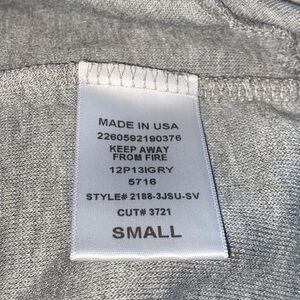 MADE IN USA
2260592190376
KEEP AWAY
FROM FIRE
12P13IGRY
5716
STYLE# 2188-3JSU-SV
CUT# 3721
SMALL